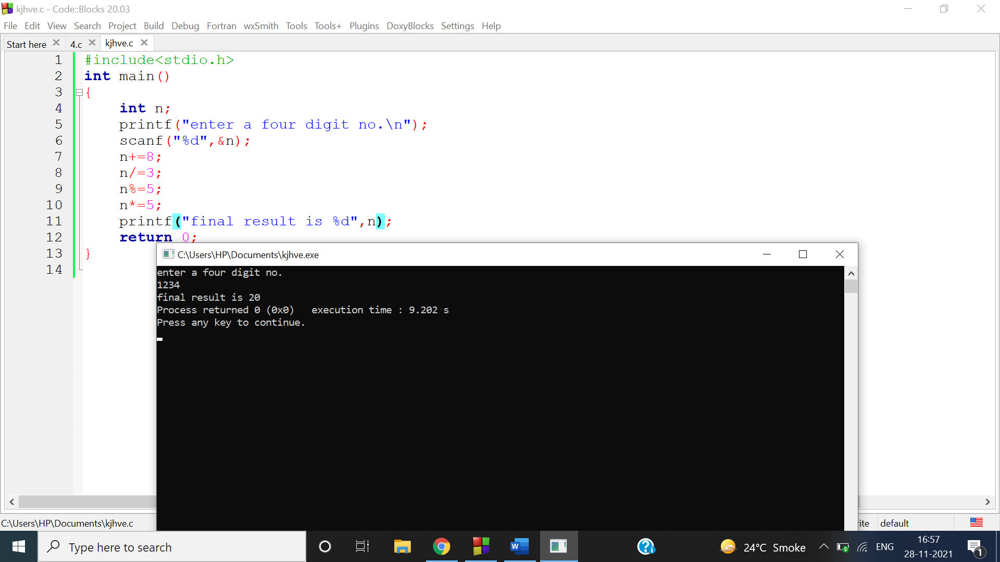 kjhve.c - Code::Blocks 20.03
File Edit View Search Project Build Debug Fortran wxSmith Tools Tools+ Plugins DoxyBlocks Settings Help
Start here 4.c kjhve.c
1 #include<stdio.h>
2 int main()
3 {
4 int n;
5 printf("enter a four digit no.\n");
6 scanf("%d",&n);
7 n+=8;
8 n/=3;
9 n%=5;
10 n*=5;
11 printf("final result is %d",n);
12 return 0;
13 }
14
C:\Users\HP\Documents\kjhve.exe
enter a four digit no.
1234
final result is 20
Process returned 0 (0x0)   execution time : 9.202 s
Press any key to continue.
C:\Users\HP\Documents\kjhve.c
ite default
Type here to search
24°C Smoke
ENG
16:57
28-11-2021
1